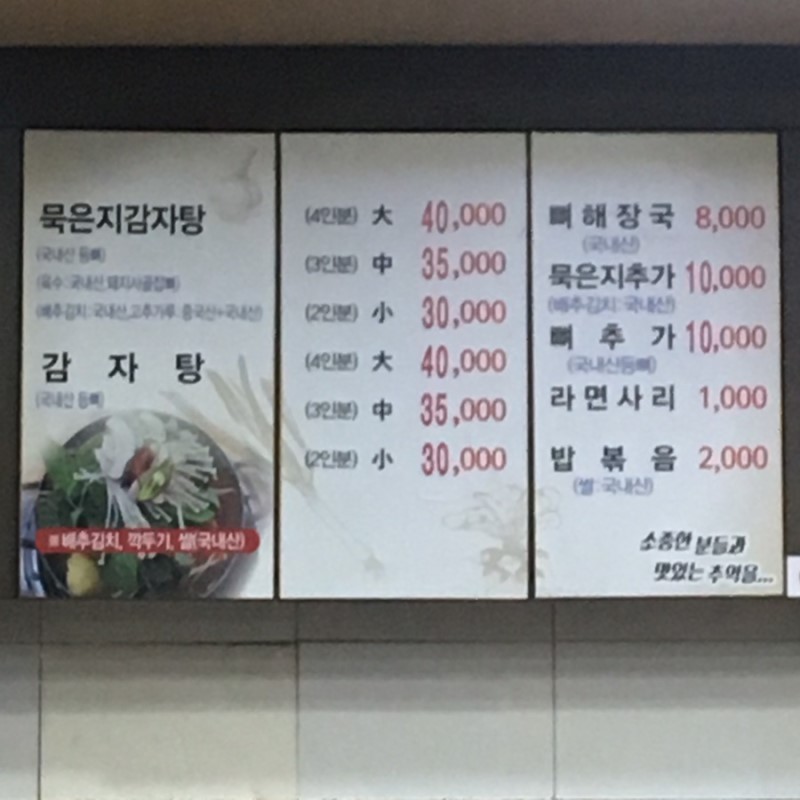 묵은지감자탕
(국내산 등뼈)
(육수:국내산,돼지사골잡뼈)
(배추김치:국내산,고추가루:중국산+국내산)
감 자 탕
(국내산 등뼈)
※배추김치, 깍두기, 쌀(국내산)
(4인분) 大 40,000
(3인분) 中 35,000
(2인분) 小 30,000
(4인분) 大 40,000
(3인분) 中 35,000
(2인분) 小 30,000
뼈해장국 8,000
(국내산)
묵은지추가 10,000
(배추김치: 국내산)
뼈 추 가 10,000
(국내산등뼈)
라면사리 1,000
밥 볶 음 2,000
(쌀:국내산)
소중한 분들과
맛있는 추억을...